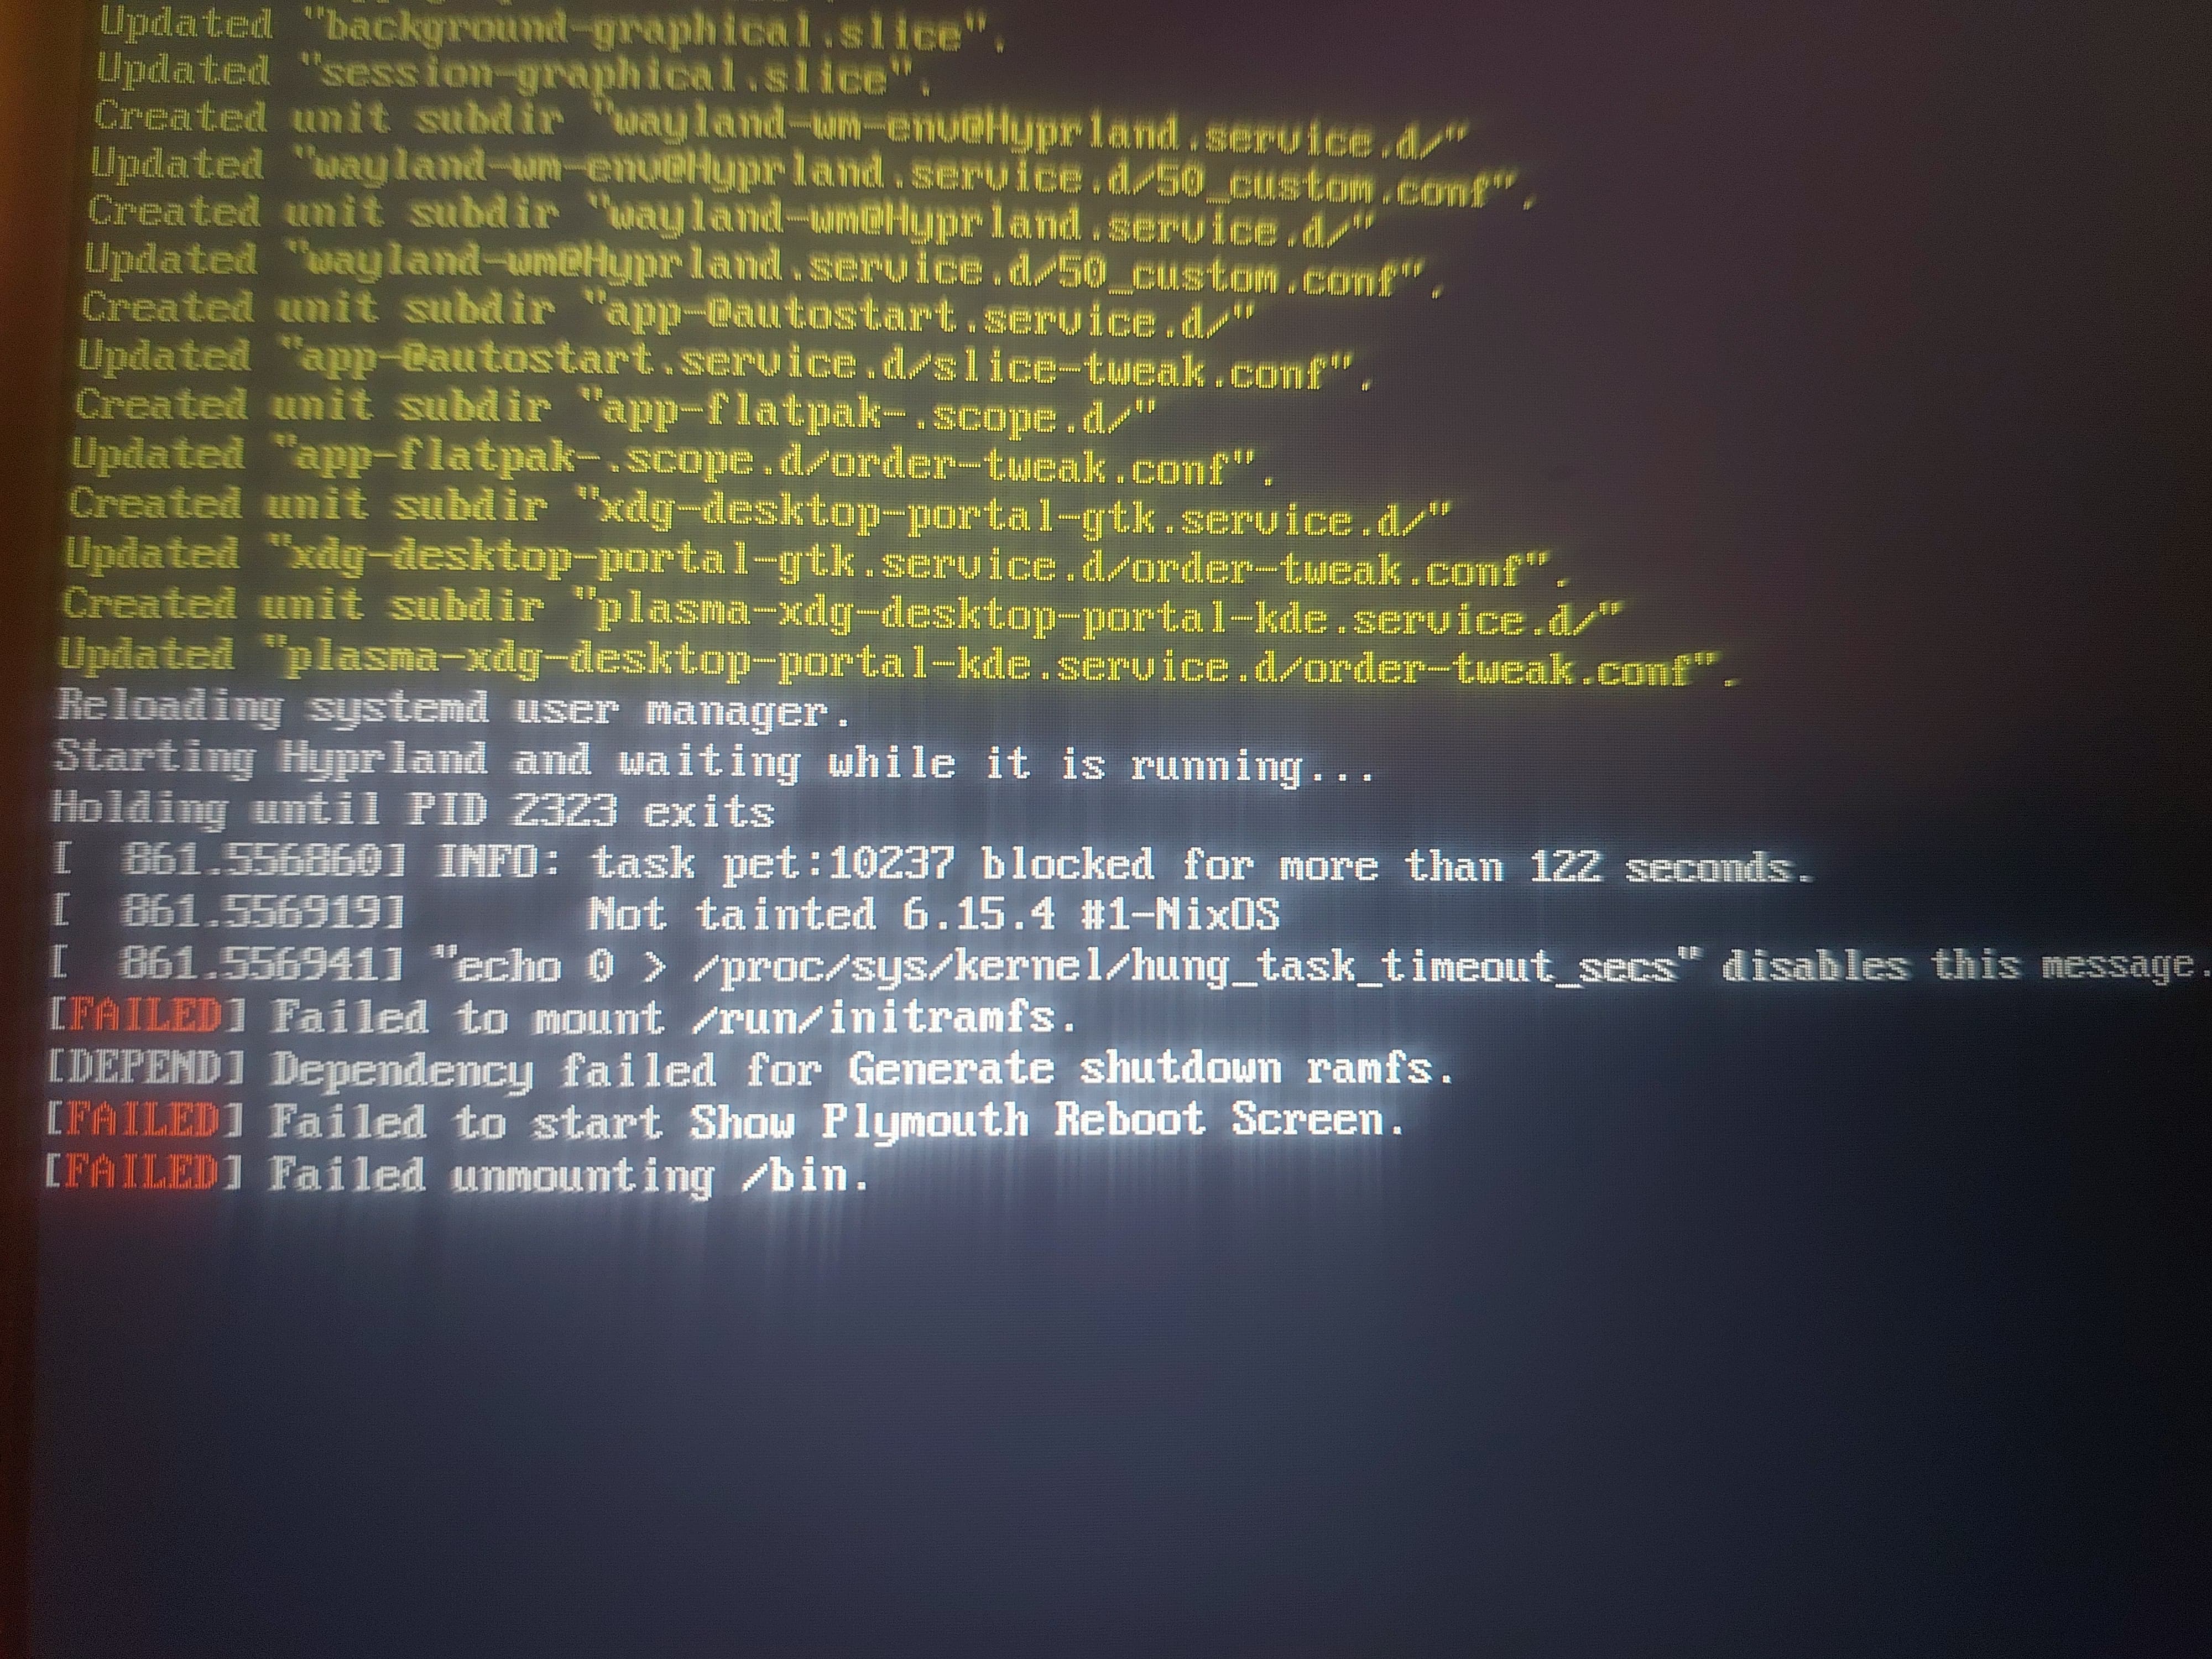 Updated "background-graphical.slice".
Updated "session-graphical.slice".
Created unit subdir "wayland-wm-env@Hyprland.service.d/"
Updated "wayland-wm-env@Hyprland.service.d/50_custom.conf".
Created unit subdir "wayland-wm@Hyprland.service.d/"
Updated "wayland-wm@Hyprland.service.d/50_custom.conf".
Created unit subdir "app-@autostart.service.d/"
Updated "app-@autostart.service.d/slice-tweak.conf".
Created unit subdir "app-flatpak-.scope.d/"
Updated "app-flatpak-.scope.d/order-tweak.conf".
Created unit subdir "xdg-desktop-portal-gtk.service.d/"
Updated "xdg-desktop-portal-gtk.service.d/order-tweak.conf".
Created unit subdir "plasma-xdg-desktop-portal-kde.service.d/"
Updated "plasma-xdg-desktop-portal-kde.service.d/order-tweak.conf".
Reloading systemd user manager.
Starting Hyprland and waiting while it is running...
Holding until PID 2323 exits
[  861.556860] INFO: task pet:10237 blocked for more than 122 seconds.
[  861.556919]       Not tainted 6.15.4 #1-NixOS
[  861.556941] "echo 0 > /proc/sys/kernel/hung_task_timeout_secs" disables this message.
[FAILED] Failed to mount /run/initramfs.
[DEPEND] Dependency failed for Generate shutdown ramfs.
[FAILED] Failed to start Show Plymouth Reboot Screen.
[FAILED] Failed unmounting /bin.